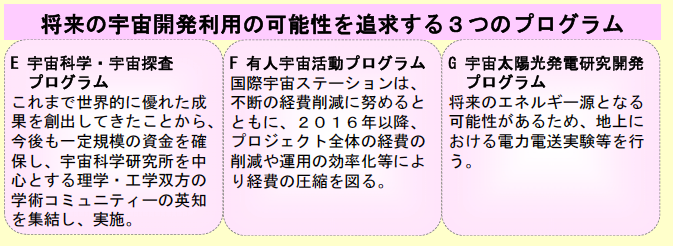 将来の宇宙開発利用の可能性を追求する３つのプログラム
E 宇宙科学・宇宙探査
プログラム
これまで世界的に優れた成
果を創出してきたことから、
今後も一定規模の資金を確
保し、宇宙科学研究所を中
心とする理学・工学双方の
学術コミュニティーの英知
を集結し、実施。
F 有人宇宙活動プログラム
国際宇宙ステーションは、
不断の経費削減に努めると
ともに、２０１６年以降、
プロジェクト全体の経費の
削減や運用の効率化等によ
り経費の圧縮を図る。
G 宇宙太陽光発電研究開発
プログラム
将来のエネルギー源となる
可能性があるため、地上に
おける電力電送実験等を行
う。